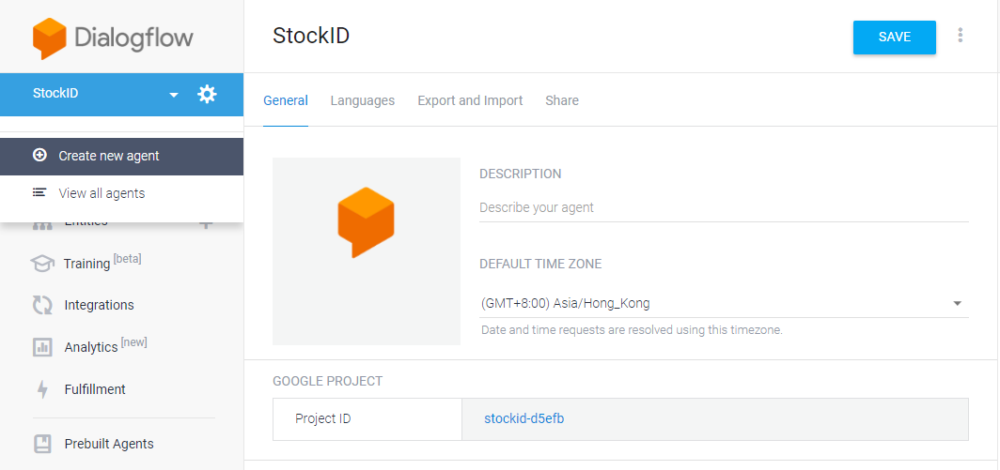 Dialogflow
StockID
SAVE
StockID
General Languages Export and Import Share
Create new agent
View all agents
Entities
Training [beta]
Integrations
Analytics [new]
Fulfillment
Prebuilt Agents
DESCRIPTION
Describe your agent
DEFAULT TIME ZONE
(GMT+8:00) Asia/Hong_Kong
Date and time requests are resolved using this timezone.
GOOGLE PROJECT
Project ID stockid-d5efb